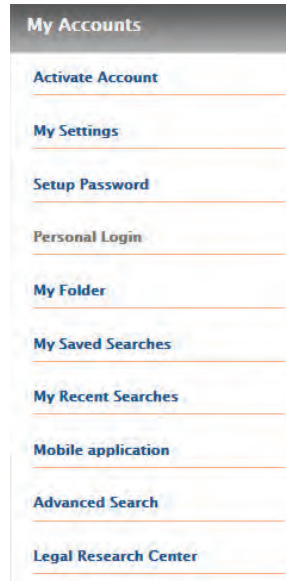 My Accounts
Activate Account
My Settings
Setup Password
Personal Login
My Folder
My Saved Searches
My Recent Searches
Mobile application
Advanced Search
Legal Research Center